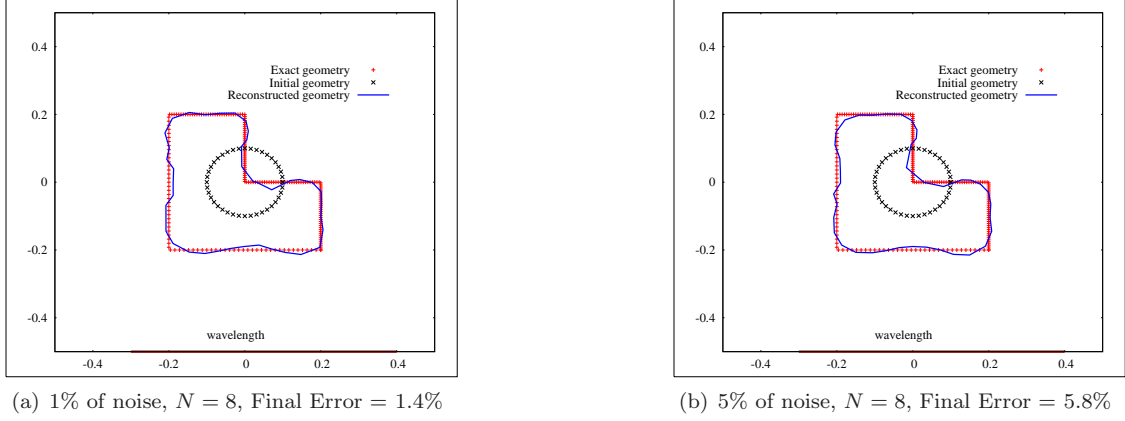 0.4
0.2
0
-0.2
-0.4
-0.4
-0.2
0
0.2
0.4
Exact geometry
Initial geometry
Reconstructed geometry
wavelength
(a) 1% of noise, N = 8, Final Error = 1.4%
0.4
0.2
0
-0.2
-0.4
-0.4
-0.2
0
0.2
0.4
Exact geometry
Initial geometry
Reconstructed geometry
wavelength
(b) 5% of noise, N = 8, Final Error = 5.8%